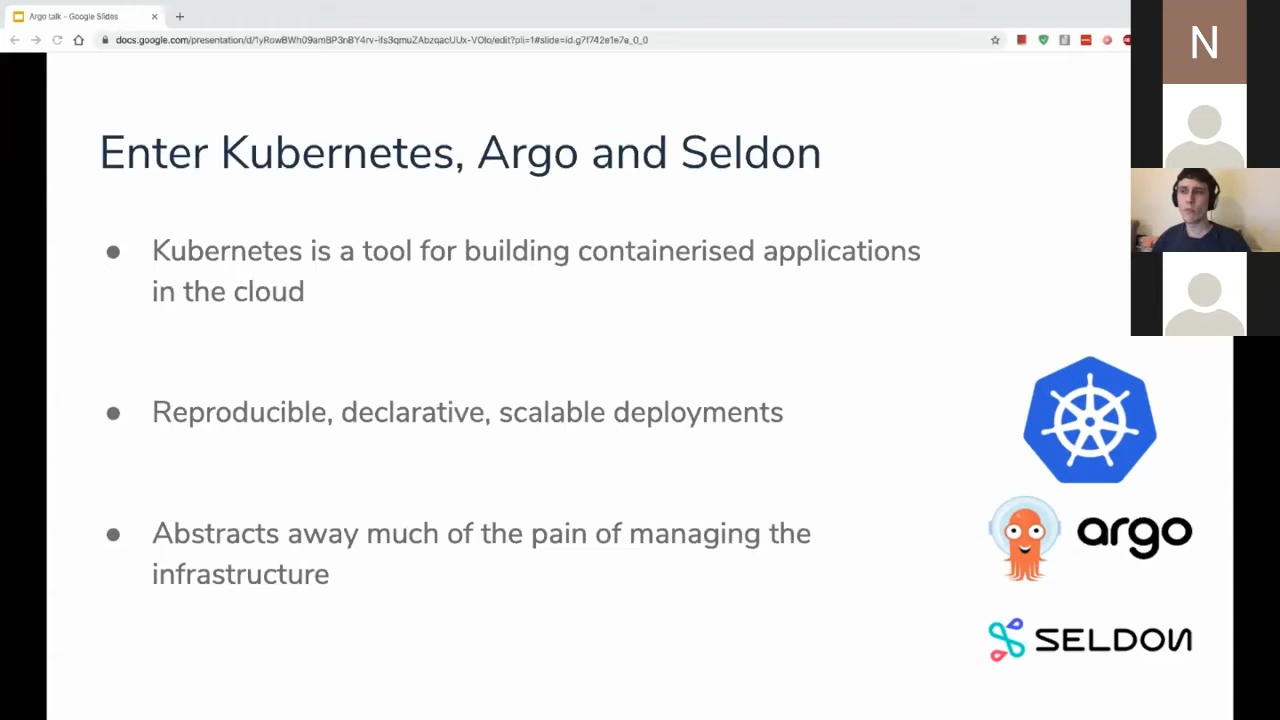 Argo talk - Google Slides
docs.google.com/presentation/d/1yRowBWh09amBP3nBY4rv-ifs3qmuZAbzqacUUx-VOlo/edit?pli=1#slide=id.g7f742e1e7a_0_0
N
Enter Kubernetes, Argo and Seldon
● Kubernetes is a tool for building containerised applications
in the cloud
● Reproducible, declarative, scalable deployments
● Abstracts away much of the pain of managing the
infrastructure
argo
SELDON